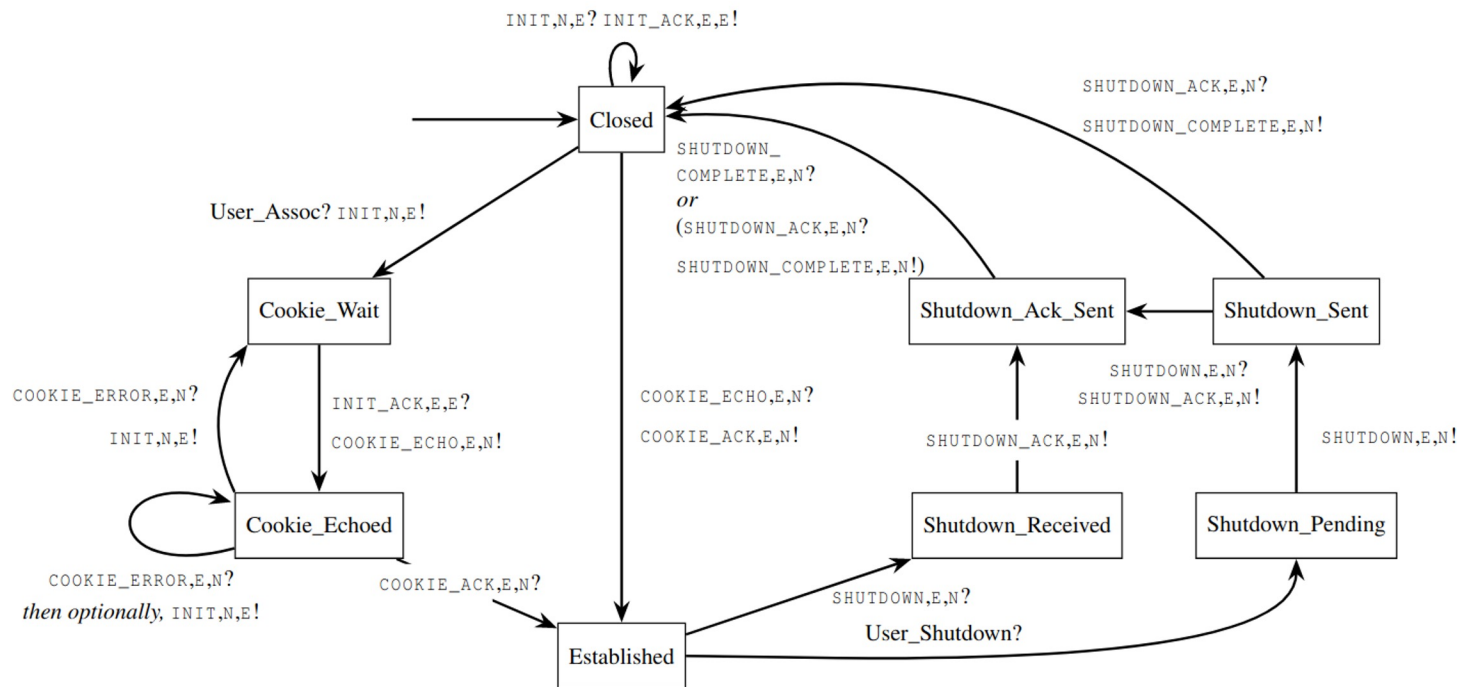 INIT,N,E? INIT_ACK,E,E!
SHUTDOWN_ACK,E,N?
SHUTDOWN_COMPLETE,E,N!
Closed
SHUTDOWN_
COMPLETE,E,N?
or
(SHUTDOWN_ACK,E,N?
SHUTDOWN_COMPLETE,E,N!)
User_Assoc? INIT,N,E!
Cookie_Wait
Shutdown_Ack_Sent
Shutdown_Sent
COOKIE_ERROR,E,N?
INIT,N,E!
INIT_ACK,E,E?
COOKIE_ECHO,E,N!
COOKIE_ECHO,E,N?
COOKIE_ACK,E,N!
SHUTDOWN,E,N?
SHUTDOWN_ACK,E,N!
SHUTDOWN_ACK,E,N!
SHUTDOWN,E,N!
Cookie_Echoed
Shutdown_Received
Shutdown_Pending
COOKIE_ERROR,E,N?
then optionally, INIT,N,E!
COOKIE_ACK,E,N?
SHUTDOWN,E,N?
User_Shutdown?
Established